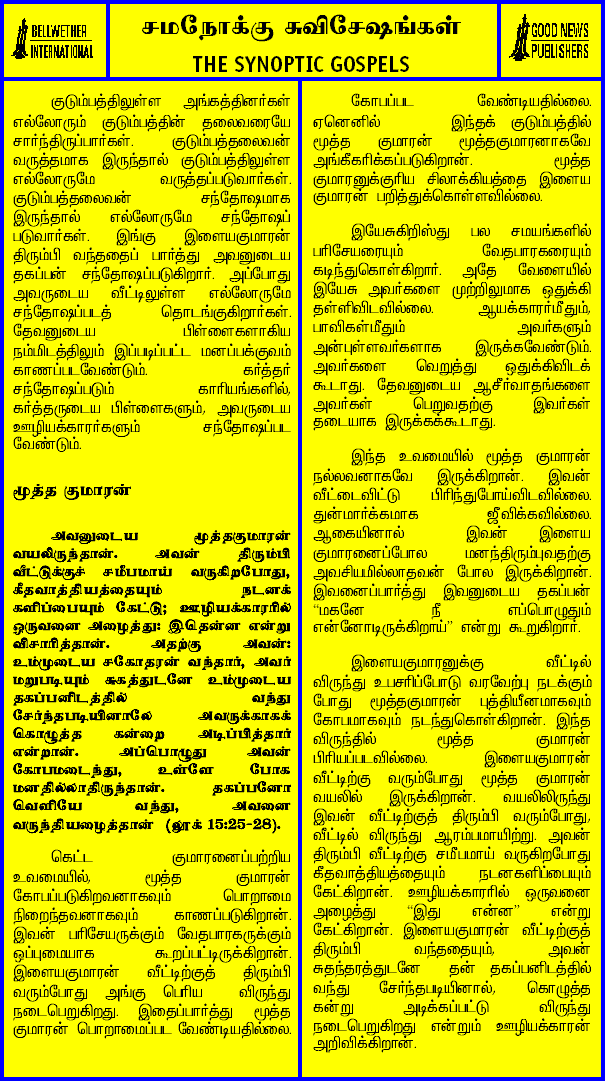 BELLWETHER
INTERNATIONAL
சமநோக்கு சுவிசேஷங்கள்
THE SYNOPTIC GOSPELS
GOOD NEWS
PUBLISHERS
குடும்பத்திலுள்ள அங்கத்தினர்கள்
எல்லோரும் குடும்பத்தின் தலைவரையே
சார்ந்திருப்பார்கள். குடும்பத்தலைவன்
வருத்தமாக இருந்தால் குடும்பத்திலுள்ள
எல்லோருமே வருத்தப்படுவார்கள்.
குடும்பத்தலைவன் சந்தோஷமாக
இருந்தால் எல்லோருமே சந்தோஷப்
படுவார்கள். இங்கு இளையகுமாரன்
திரும்பி வந்ததைப் பார்த்து அவனுடைய
தகப்பன் சந்தோஷப்படுகிறார். அப்போது
அவருடைய வீட்டிலுள்ள எல்லோருமே
சந்தோஷப்படத் தொடங்குகிறார்கள்.
தேவனுடைய பிள்ளைகளாகிய
நம்மிடத்திலும் இப்படிப்பட்ட மனப்பக்குவம்
காணப்படவேண்டும். கர்த்தர்
சந்தோஷப்படும் காரியங்களில்,
கர்த்தருடைய பிள்ளைகளும், அவருடைய
ஊழியக்காரர்களும் சந்தோஷப்பட
வேண்டும்.
மூத்த குமாரன்
அவனுடைய மூத்தகுமாரன்
வயலிருந்தான். அவன் திரும்பி
வீட்டுக்குச் சமீபமாய் வருகிறபோது,
கீதவாத்தியத்தையும் நடனக்
களிப்பையும் கேட்டு; ஊழியக்காரரில்
ஒருவனை அழைத்து: இதென்ன என்று
விசாரித்தான். அதற்கு அவன்:
உம்முடைய சகோதரன் வந்தார், அவர்
மறுபடியும் சுகத்துடனே உம்முடைய
தகப்பனிடத்தில் வந்து
சேர்ந்தபடியினாலே அவருக்காகக்
கொழுத்த கன்றை அடிப்பித்தார்
என்றான். அப்பொழுது அவன்
கோபமடைந்து, உள்ளே போக
மனதில்லாதிருந்தான். தகப்பனோ
வெளியே வந்து, அவனை
வருந்தியழைத்தான் (லூக் 15:25-28).
கெட்ட குமாரனைப்பற்றிய
உவமையில், மூத்த குமாரன்
கோபப்படுகிறவனாகவும் பொறாமை
நிறைந்தவனாகவும் காணப்படுகிறான்.
இவன் பரிசேயருக்கும் வேதபாரகருக்கும்
ஒப்புமையாக கூறப்பட்டிருக்கிறான்.
இளையகுமாரன் வீட்டிற்குத் திரும்பி
வரும்போது அங்கு பெரிய விருந்து
நடைபெறுகிறது. இதைப்பார்த்து மூத்த
குமாரன் பொறாமைப்பட வேண்டியதில்லை.
கோபப்பட வேண்டியதில்லை.
ஏனெனில் இந்தக் குடும்பத்தில்
மூத்த குமாரன் மூத்தகுமாரனாகவே
அங்கீகரிக்கப்படுகிறான். மூத்த
குமாரனுக்குரிய சிலாக்கியத்தை இளைய
குமாரன் பறித்துக்கொள்ளவில்லை.
இயேசுகிறிஸ்து பல சமயங்களில்
பரிசேயரையும் வேதபாரகரையும்
கடிந்துகொள்கிறார். அதே வேளையில்
இயேசு அவர்களை முற்றிலுமாக ஒதுக்கி
தள்ளிவிடவில்லை. ஆயக்காரர்மீதும்,
பாவிகள்மீதும் அவர்களும்
அன்புள்ளவர்களாக இருக்கவேண்டும்.
அவர்களை வெறுத்து ஒதுக்கிவிடக்
கூடாது. தேவனுடைய ஆசீர்வாதங்களை
அவர்கள் பெறுவதற்கு இவர்கள்
தடையாக இருக்கக்கூடாது.
இந்த உவமையில் மூத்த குமாரன்
நல்லவனாகவே இருக்கிறான். இவன்
வீட்டைவிட்டு பிரிந்துபோய்விடவில்லை.
துன்மார்க்கமாக ஜீவிக்கவில்லை.
ஆகையினால் இவன் இளைய
குமாரனைப்போல மனந்திரும்புவதற்கு
அவசியமில்லாதவன் போல இருக்கிறான்.
இவனைப்பார்த்து இவனுடைய தகப்பன்
“மகனே நீ எப்பொழுதும்
என்னோடிருக்கிறாய்” என்று கூறுகிறார்.
இளையகுமாரனுக்கு வீட்டில்
விருந்து உபசரிப்போடு வரவேற்பு நடக்கும்
போது மூத்தகுமாரன் புத்தியீனமாகவும்
கோபமாகவும் நடந்துகொள்கிறான். இந்த
விருந்தில் மூத்த குமாரன்
பிரியப்படவில்லை. இளையகுமாரன்
வீட்டிற்கு வரும்போது மூத்த குமாரன்
வயலில் இருக்கிறான். வயலிலிருந்து
இவன் வீட்டிற்குத் திரும்பி வரும்போது,
வீட்டில் விருந்து ஆரம்பமாயிற்று. அவன்
திரும்பி வீட்டிற்கு சமீபமாய் வருகிறபோது
கீதவாத்தியத்தையும் நடனகளிப்பையும்
கேட்கிறான். ஊழியக்காரரில் ஒருவனை
அழைத்து “இது என்ன” என்று
கேட்கிறான். இளையகுமாரன் வீட்டிற்குத்
திரும்பி வந்ததையும், அவன்
சுதந்தரத்துடனே தன் தகப்பனிடத்தில்
வந்து சேர்ந்தபடியினால், கொழுத்த
கன்று அடிக்கப்பட்டு விருந்து
நடைபெறுகிறது என்றும் ஊழியக்காரன்
அறிவிக்கிறான்.